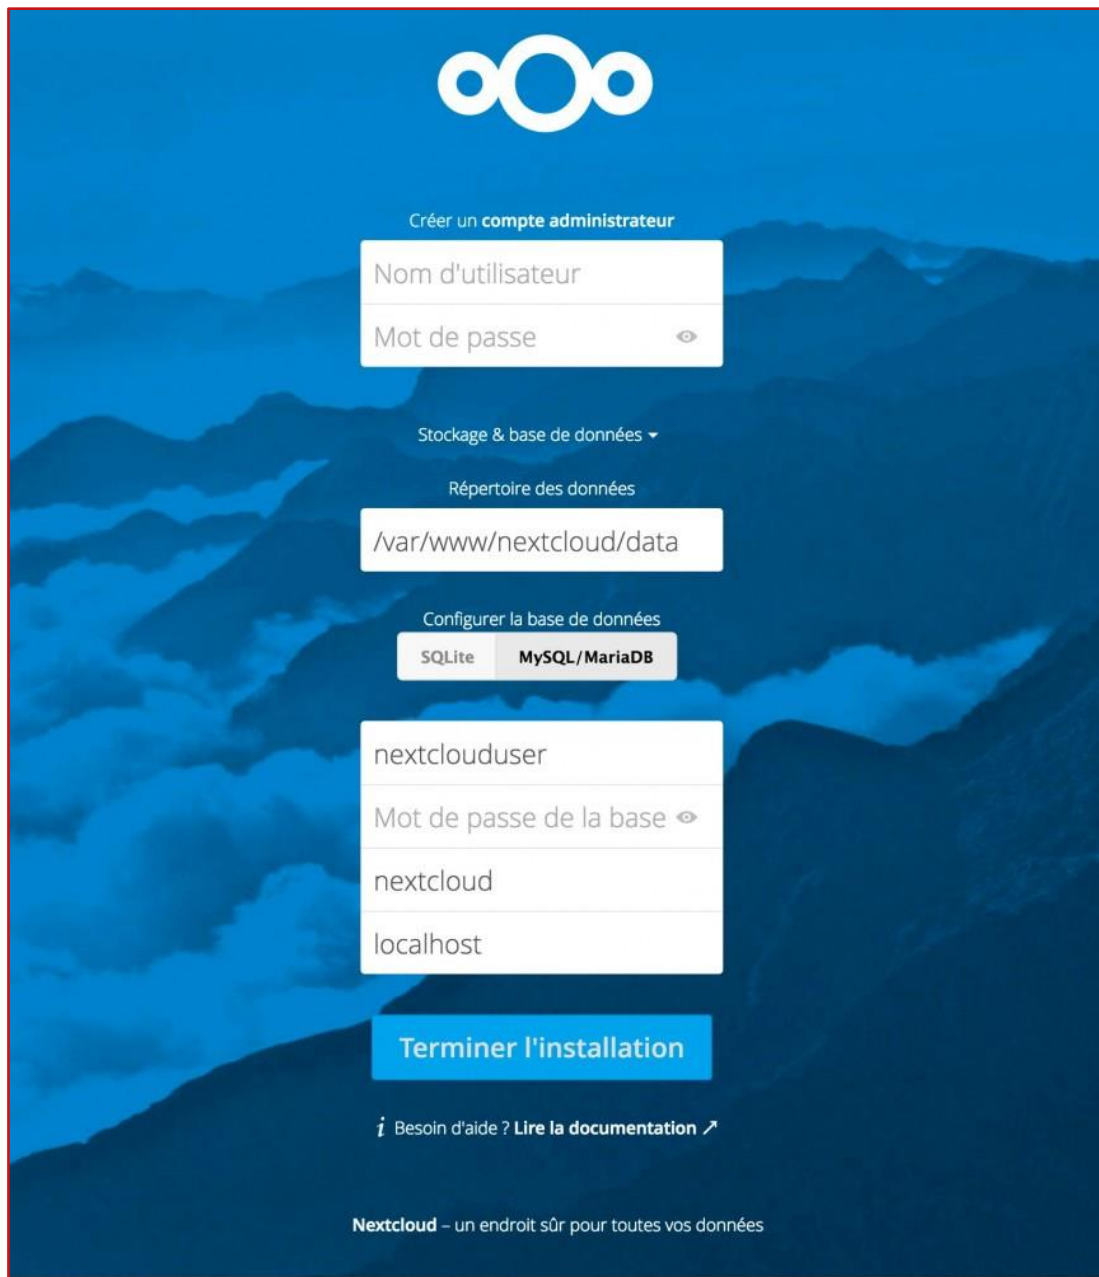 Créer un compte administrateur
Nom d'utilisateur
Mot de passe
Stockage & base de données
Répertoire des données
/var/www/nextcloud/data
Configurer la base de données
SQLite MySQL/MariaDB
nextclouduser
Mot de passe de la base
nextcloud
localhost
Terminer l'installation
i Besoin d'aide ? Lire la documentation ↗
Nextcloud – un endroit sûr pour toutes vos données